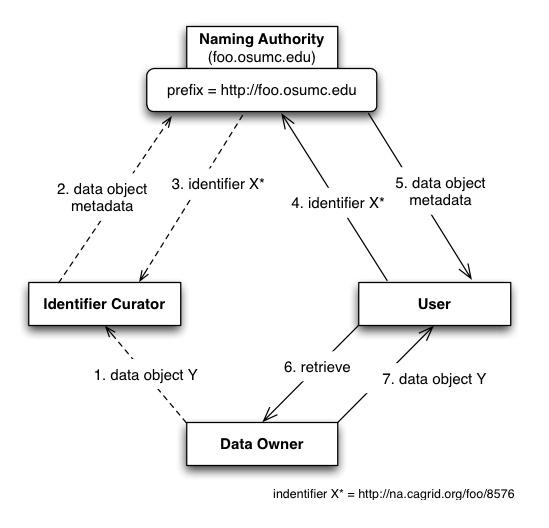 Naming Authority
(foo.osumc.edu)
prefix = http://foo.osumc.edu
2. data object
metadata
3. identifier X*
4. identifier X*
5. data object
metadata
Identifier Curator
User
1. data object Y
6. retrieve
7. data object Y
Data Owner
indentifier X* = http://na.cagrid.org/foo/8576